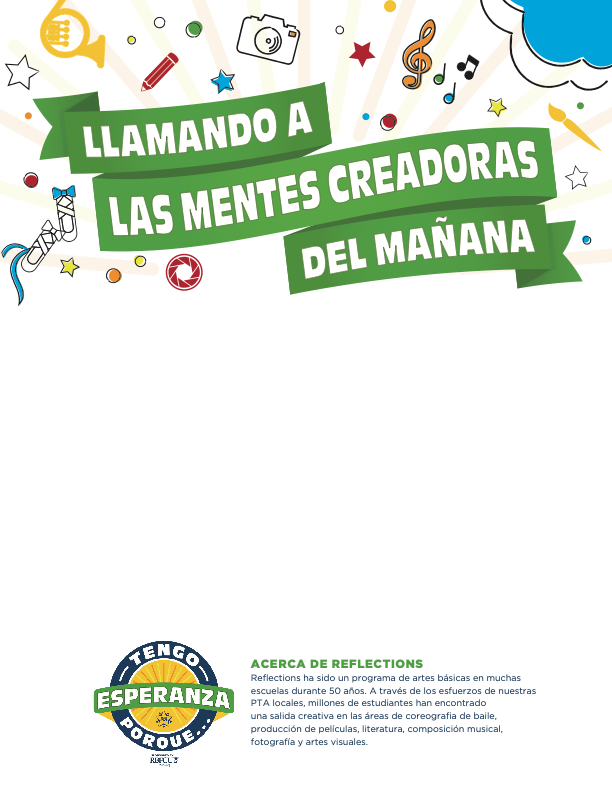 LLAMANDO A
LAS MENTES CREADORAS
DEL MAÑANA
TENGO
ESPERANZA
PORQUE...
ACERCA DE REFLECTIONS
Reflections ha sido un programa de artes básicas en muchas
escuelas durante 50 años. A través de los esfuerzos de nuestras
PTA locales, millones de estudiantes han encontrado
una salida creativa en las áreas de coreografia de baile,
producción de películas, literatura, composición musical,
fotografía y artes visuales.